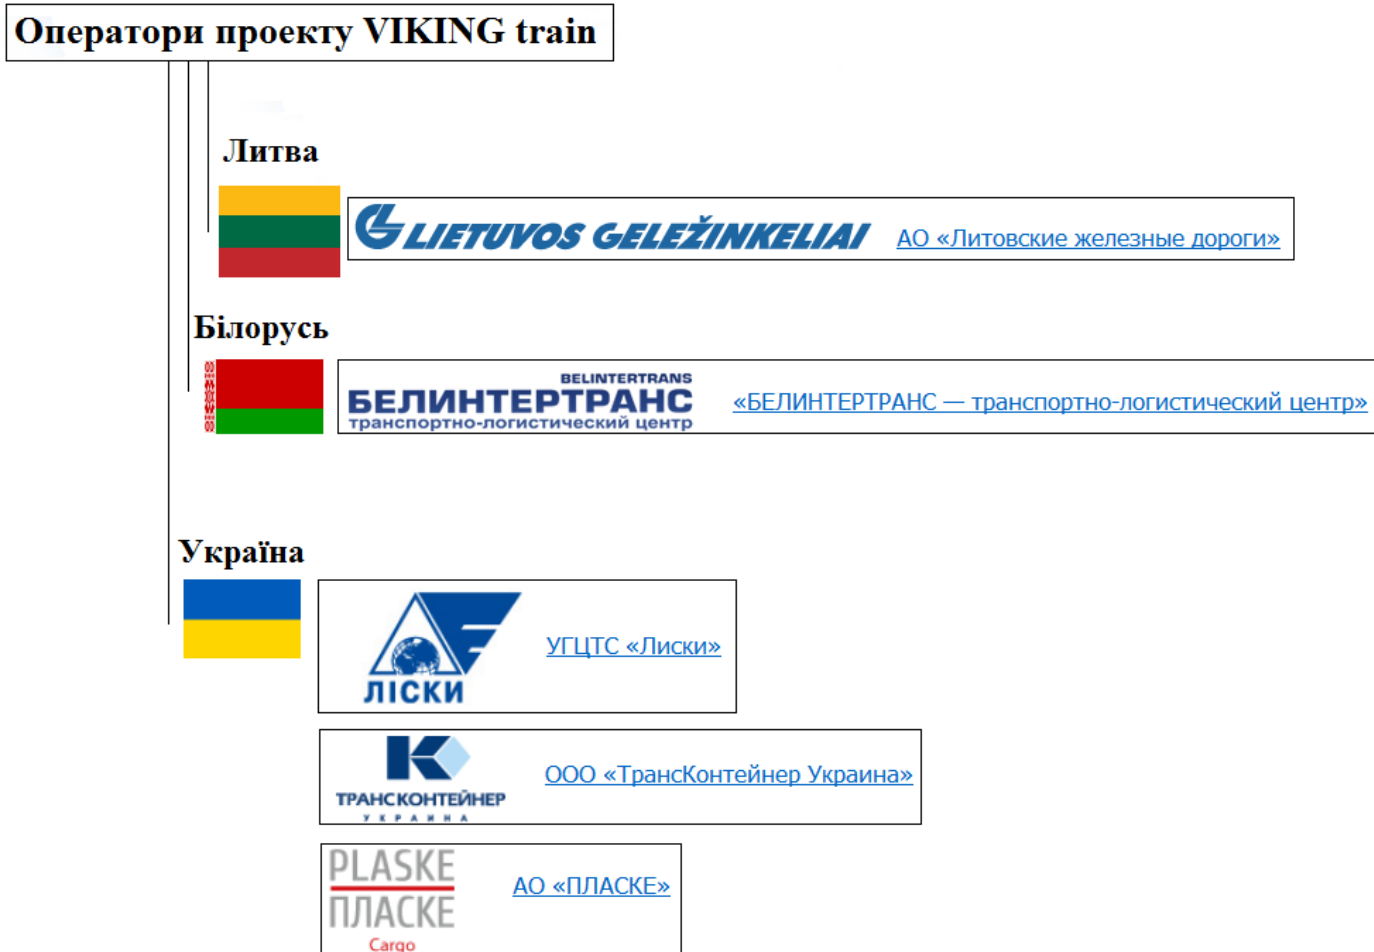 Оператори проекту VIKING train
Литва
LIETUVOS GELEŽINKELIAI АО «Литовские железные дороги»
Білорусь
BELINTERTRANS
БЕЛИНТЕРТРАНС
транспортно-логистический центр
«БЕЛИНТЕРТРАНС — транспортно-логистический центр»
Україна
ЛІСКИ
УГЦТС «Лиски»
ТРАНСКОНТЕЙНЕР
УКРАИНА
ООО «ТрансКонтейнер Украина»
PLASKE
ПЛАСКЕ
Cargo
АО «ПЛАСКЕ»